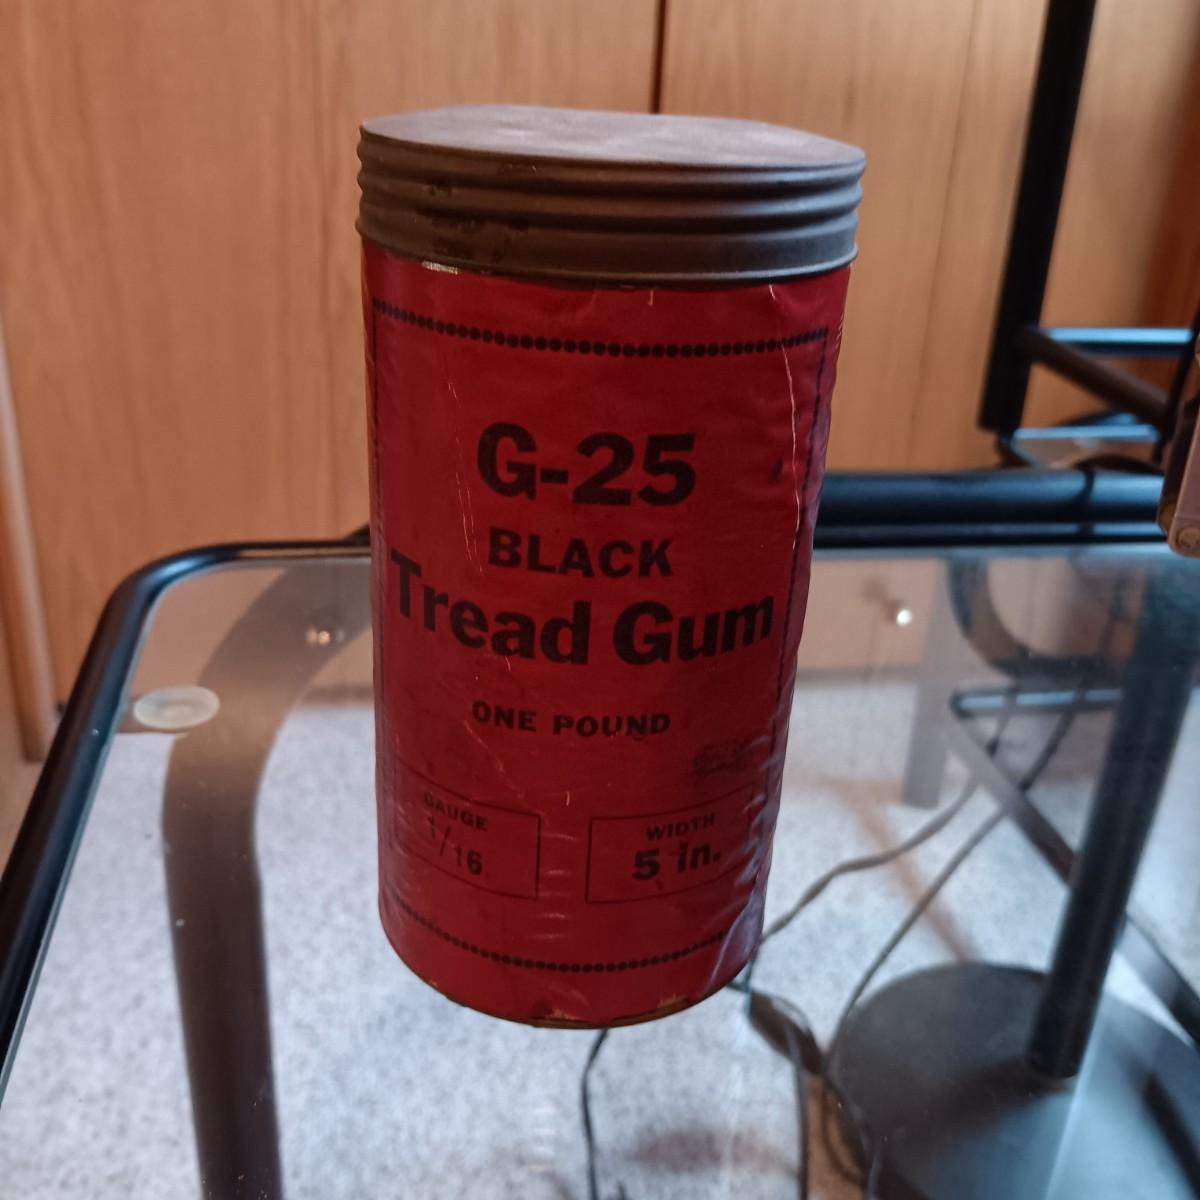 G-25
BLACK
Tread Gum
ONE POUND
GAUGE
1/16
WIDTH
5 in.